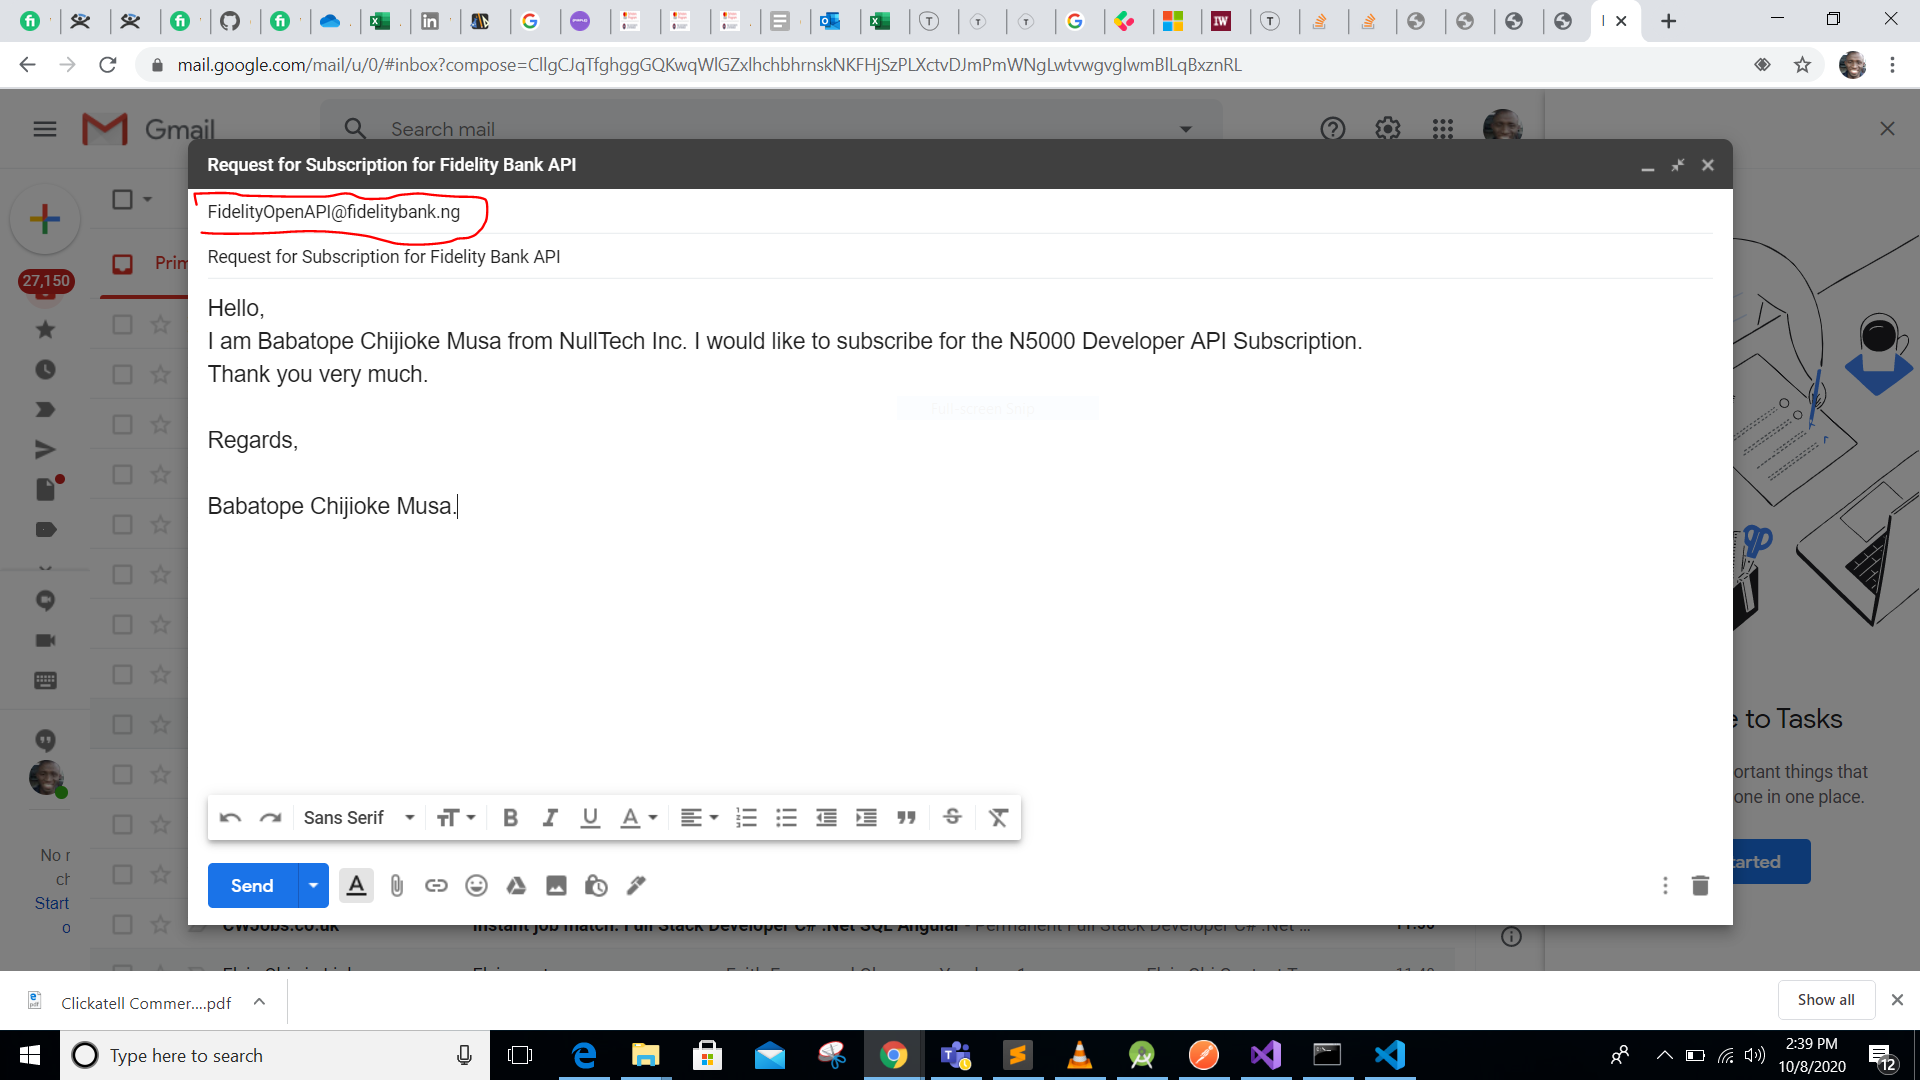 mail.google.com/mail/u/0/#inbox?compose=CllgCJqTfghggGQKwqWlGZxlhchbhrnskNKFHjSzPLXctvDJmPmWNgLwtvwgvglwmBlLqBxznRL
Gmail
Search mail
Request for Subscription for Fidelity Bank API
FidelityOpenAPI@fidelitybank.ng
Request for Subscription for Fidelity Bank API
27,150
Prim
Hello,
I am Babatope Chijioke Musa from NullTech Inc. I would like to subscribe for the N5000 Developer API Subscription.
Thank you very much.
Regards,
Babatope Chijioke Musa.
to Tasks
ortant things that
one in one place.
arted
Sans Serif
Send
No r
ch
Start
o
CWJobs.co.uk
Instant job match: Full Stack Developer C# .Net SQL Angular - Permanent Full Stack Developer C# .Net ...
Clickatell Commer....pdf
Show all
Type here to search
2:39 PM
10/8/2020
12